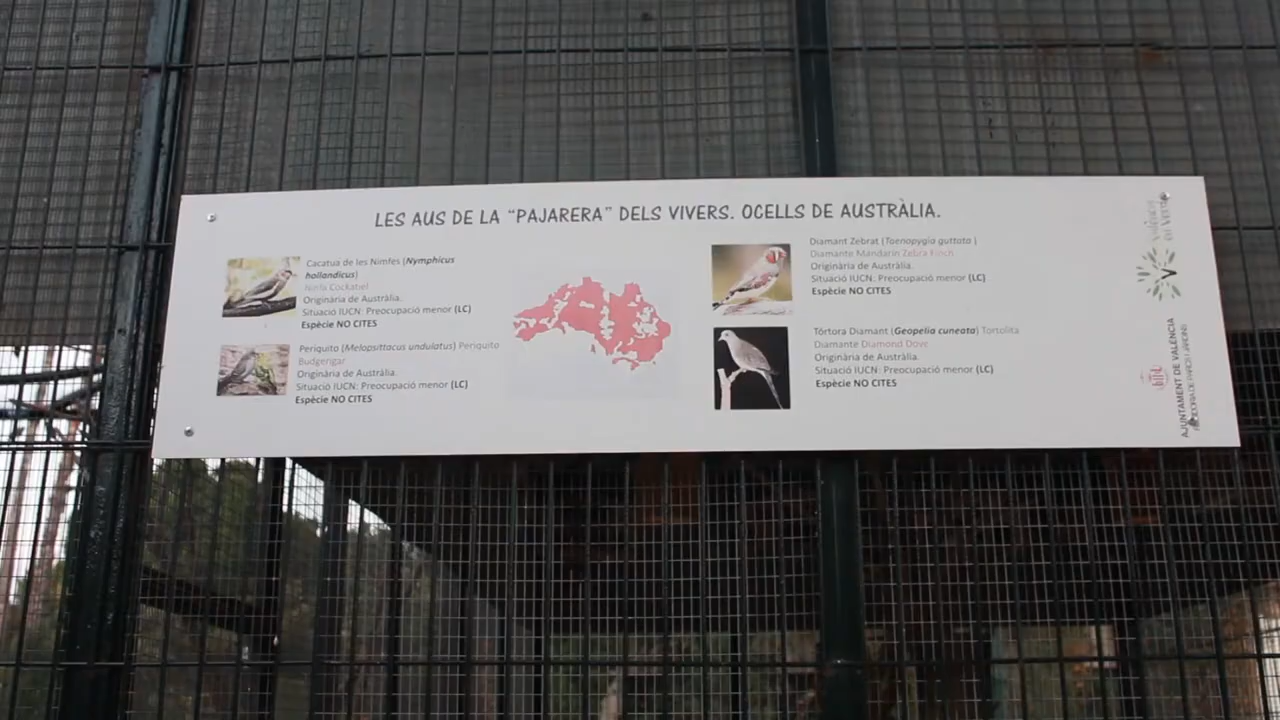 LES AUS DE LA “PAJARERA” DELS VIVERS. OCELLS DE AUSTRÀLIA.
Cacatua de les Nimfes (Nymphicus
hollandicus)
Ninfa Cockatiel
Originària de Austràlia.
Situació IUCN: Preocupació menor (LC)
Espècie NO CITES
Periquito (Melopsittacus undulatus) Periquito
Budgerigar
Originària de Austràlia.
Situació IUCN: Preocupació menor (LC)
Espècie NO CITES
Diamant Zebrat (Taenopygia guttata )
Diamante Mandarín Zebra Finch
Originària de Austràlia.
Situació IUCN: Preocupació menor (LC)
Espècie NO CITES
Tórtora Diamant (Geopelia cuneata) Tortolita
Diamante Diamond Dove
Originària de Austràlia.
Situació IUCN: Preocupació menor (LC)
Espècie NO CITES
València
en Verd
AJUNTAMENT DE VALÈNCIA